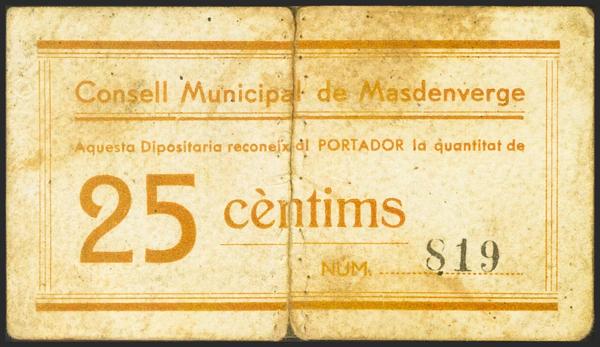 Consell Municipal de Masdenverge
Aquesta Dipositaria reconeix al PORTADOR la quantitat de
25 cèntims
NÚM. 819